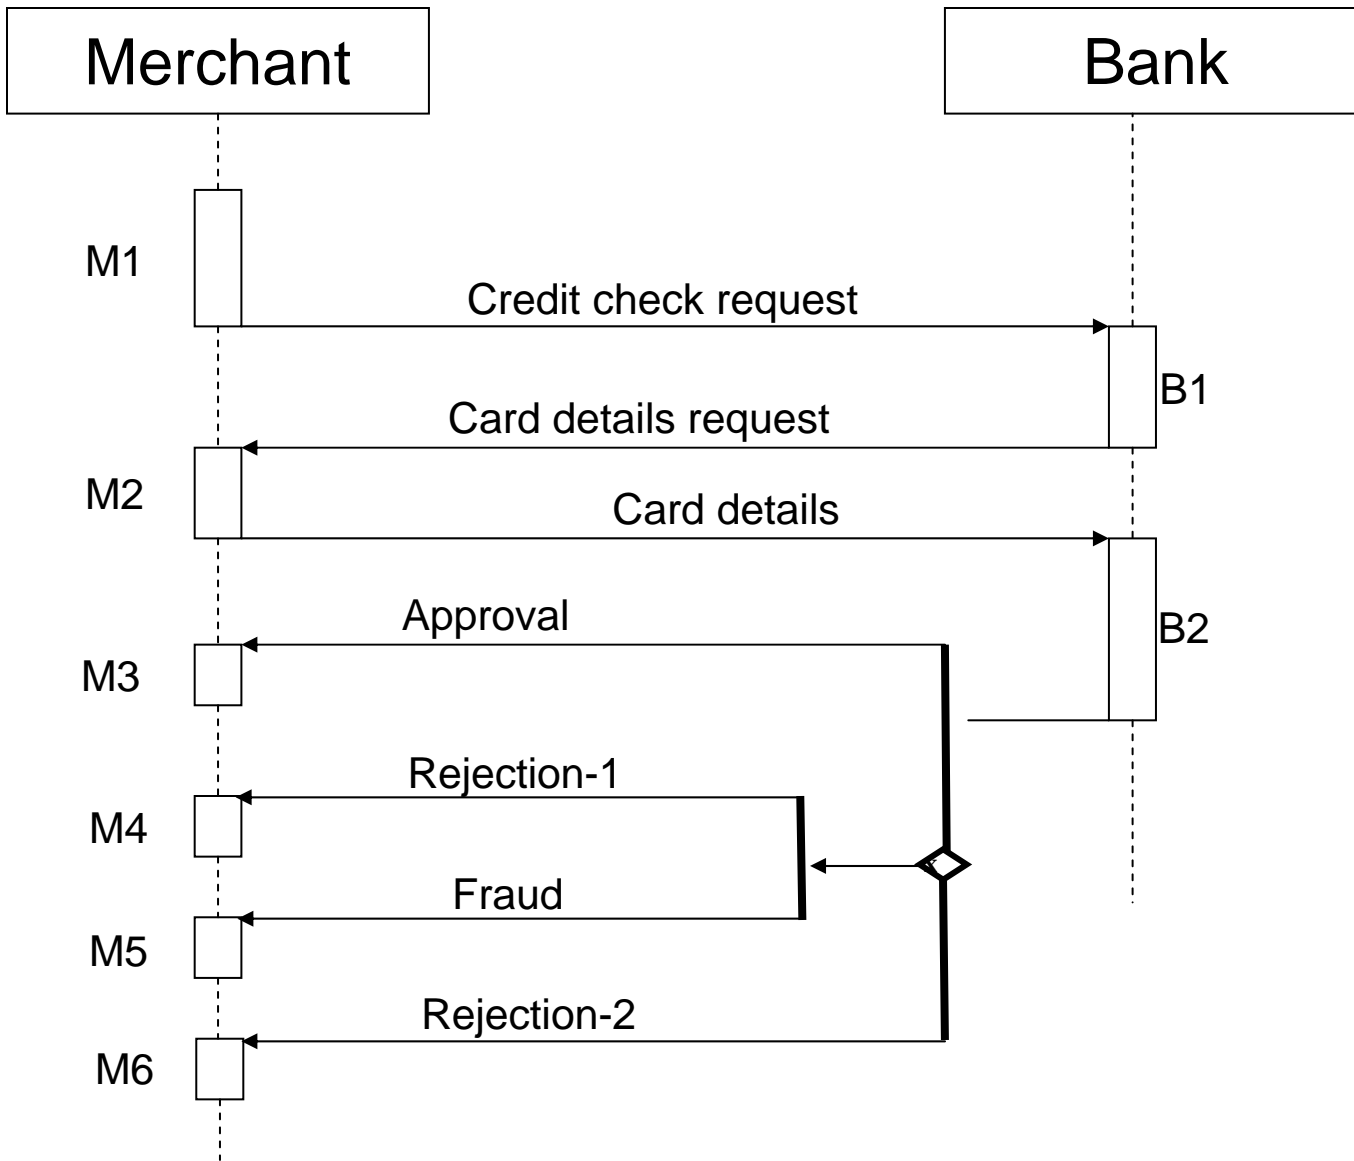 Merchant
Bank
M1
Credit check request
B1
Card details request
M2
Card details
Approval
B2
M3
Rejection-1
M4
x
Fraud
M5
Rejection-2
M6